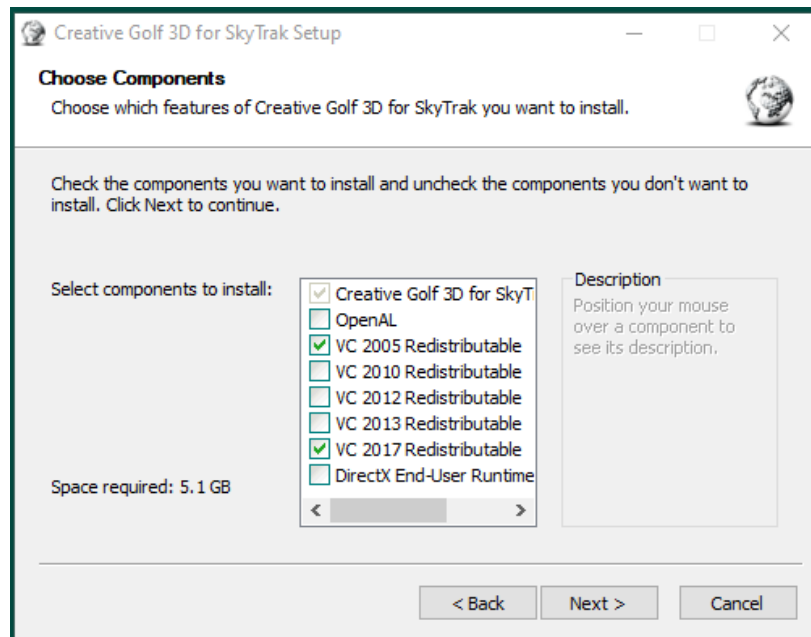 Creative Golf 3D for SkyTrak Setup
Choose Components
Choose which features of Creative Golf 3D for SkyTrak you want to install.
Check the components you want to install and uncheck the components you don't want to
install. Click Next to continue.
Select components to install:
Creative Golf 3D for SkyT
OpenAL
VC 2005 Redistributable
VC 2010 Redistributable
VC 2012 Redistributable
VC 2013 Redistributable
VC 2017 Redistributable
DirectX End-User Runtime
Description
Position your mouse
over a component to
see its description.
Space required: 5.1 GB
< Back
Next >
Cancel